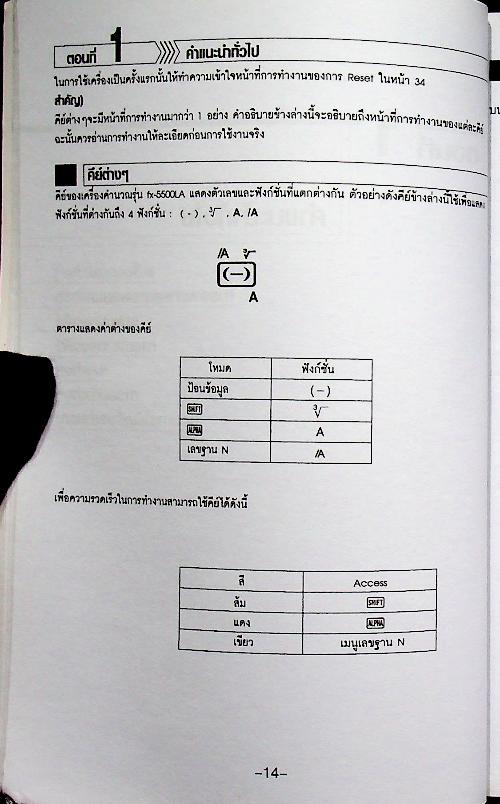 ตอนที่ 1 คำแนะนำทั่วไป
ในการใช้เครื่องเป็นครั้งแรกนั้นให้ทำความเข้าใจหน้าที่การทำงานของการ Reset ในหน้า 34
สำคัญ)
คีย์ต่างๆจะมีหน้าที่การทำงานมากว่า 1 อย่าง คำอธิบายข้างล่างนี้จะอธิบายถึงหน้าที่การทำงานของแต่ละคีย์
ฉะนั้นควรอ่านการทำงานให้ละเอียดก่อนการใช้งานจริง
คีย์ต่างๆ
คีย์ของเครื่องคำนวณรุ่น fx-5500LA แสดงตัวเลขและฟังก์ชั่นที่แตกต่างกัน ตัวอย่างดังคีย์ข้างล่างนี้ใช้เพื่อแสดง
ฟังก์ชั่นที่ต่างกันถึง 4 ฟังก์ชั่น : (-) , ∛ , A, /A
/A ∛
(-)
A
ตารางแสดงค่าต่างของคีย์
โหมด ฟังก์ชั่น
ป้อนข้อมูล (-)
SHIFT ∛
ALPHA A
เลขฐาน N /A
เพื่อความรวดเร็วในการทำงานสามารถใช้คีย์ได้ดังนี้
สี Access
ส้ม SHIFT
แดง ALPHA
เขียว เมนูเลขฐาน N
-14-